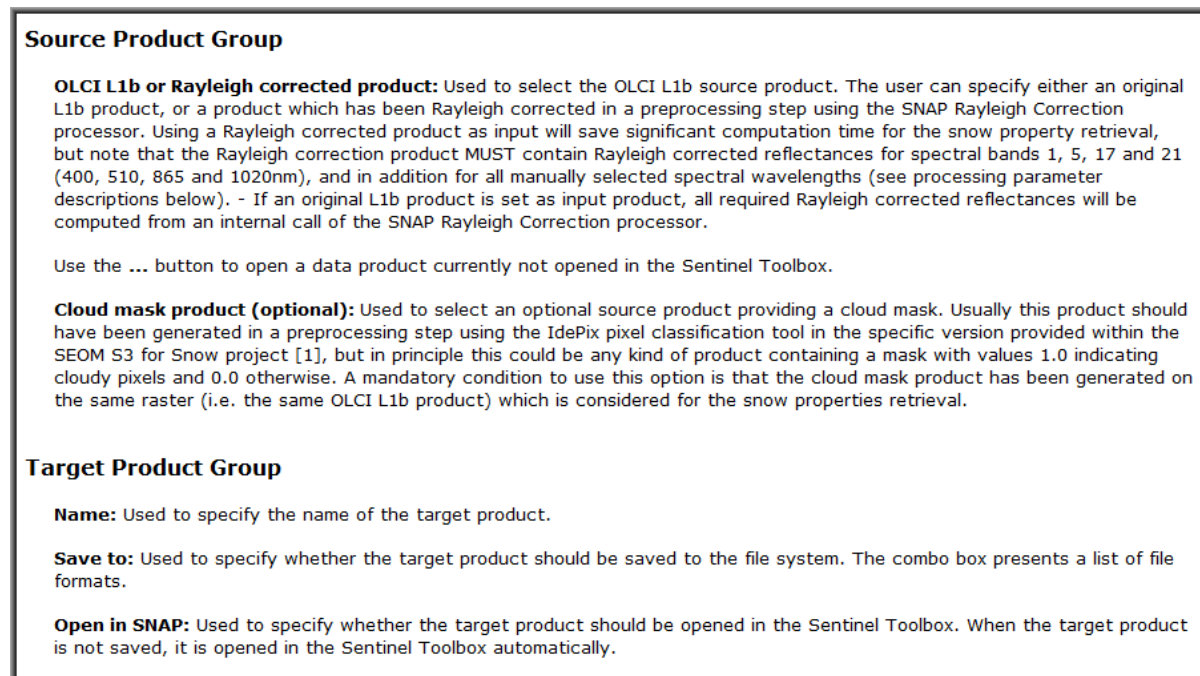 Source Product Group
OLCI L1b or Rayleigh corrected product: Used to select the OLCI L1b source product. The user can specify either an original
L1b product, or a product which has been Rayleigh corrected in a preprocessing step using the SNAP Rayleigh Correction
processor. Using a Rayleigh corrected product as input will save significant computation time for the snow property retrieval,
but note that the Rayleigh correction product MUST contain Rayleigh corrected reflectances for spectral bands 1, 5, 17 and 21
(400, 510, 865 and 1020nm), and in addition for all manually selected spectral wavelengths (see processing parameter
descriptions below). - If an original L1b product is set as input product, all required Rayleigh corrected reflectances will be
computed from an internal call of the SNAP Rayleigh Correction processor.
Use the ... button to open a data product currently not opened in the Sentinel Toolbox.
Cloud mask product (optional): Used to select an optional source product providing a cloud mask. Usually this product should
have been generated in a preprocessing step using the IdePix pixel classification tool in the specific version provided within the
SEOM S3 for Snow project [1], but in principle this could be any kind of product containing a mask with values 1.0 indicating
cloudy pixels and 0.0 otherwise. A mandatory condition to use this option is that the cloud mask product has been generated on
the same raster (i.e. the same OLCI L1b product) which is considered for the snow properties retrieval.
Target Product Group
Name: Used to specify the name of the target product.
Save to: Used to specify whether the target product should be saved to the file system. The combo box presents a list of file
formats.
Open in SNAP: Used to specify whether the target product should be opened in the Sentinel Toolbox. When the target product
is not saved, it is opened in the Sentinel Toolbox automatically.